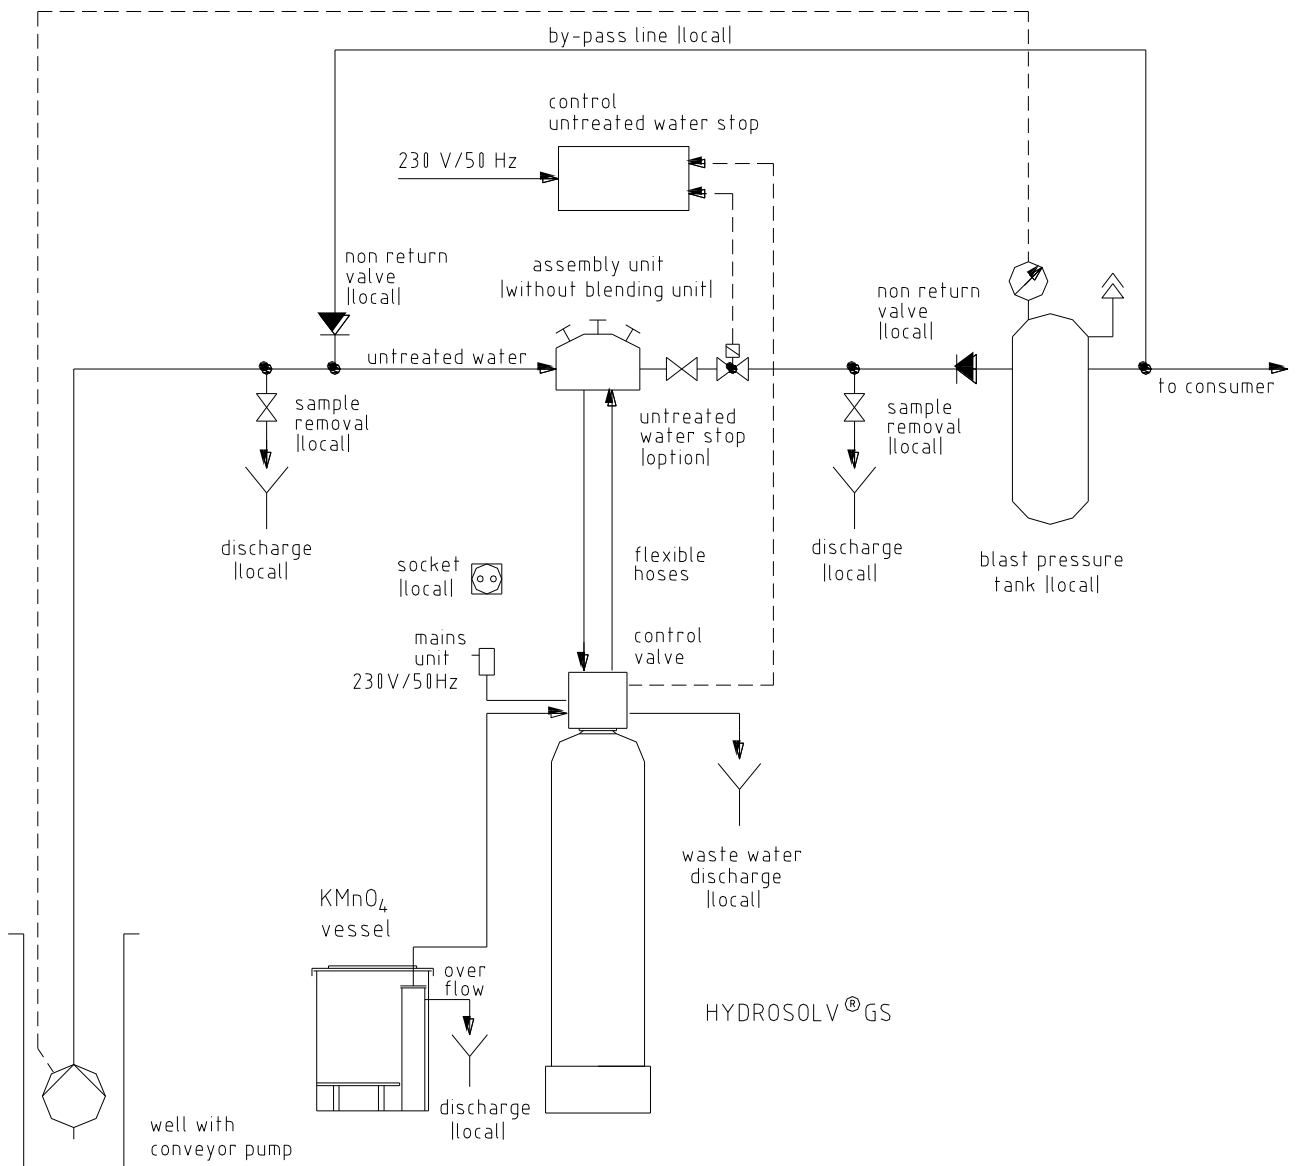 by-pass line |local|
control
untreated water stop
230 V/50 Hz
non return
valve
|local|
assembly unit
|without blending unit|
non return
valve
|local|
untreated water
to consumer
sample
removal
|local|
untreated
water stop
|option|
sample
removal
|local|
discharge
|local|
socket
|local|
flexible
hoses
discharge
|local|
blast pressure
tank |local|
mains
unit
230V/50Hz
control
valve
waste water
discharge
|local|
KMnO₄
vessel
over
flow
HYDROSOLV®GS
discharge
|local|
well with
conveyor pump